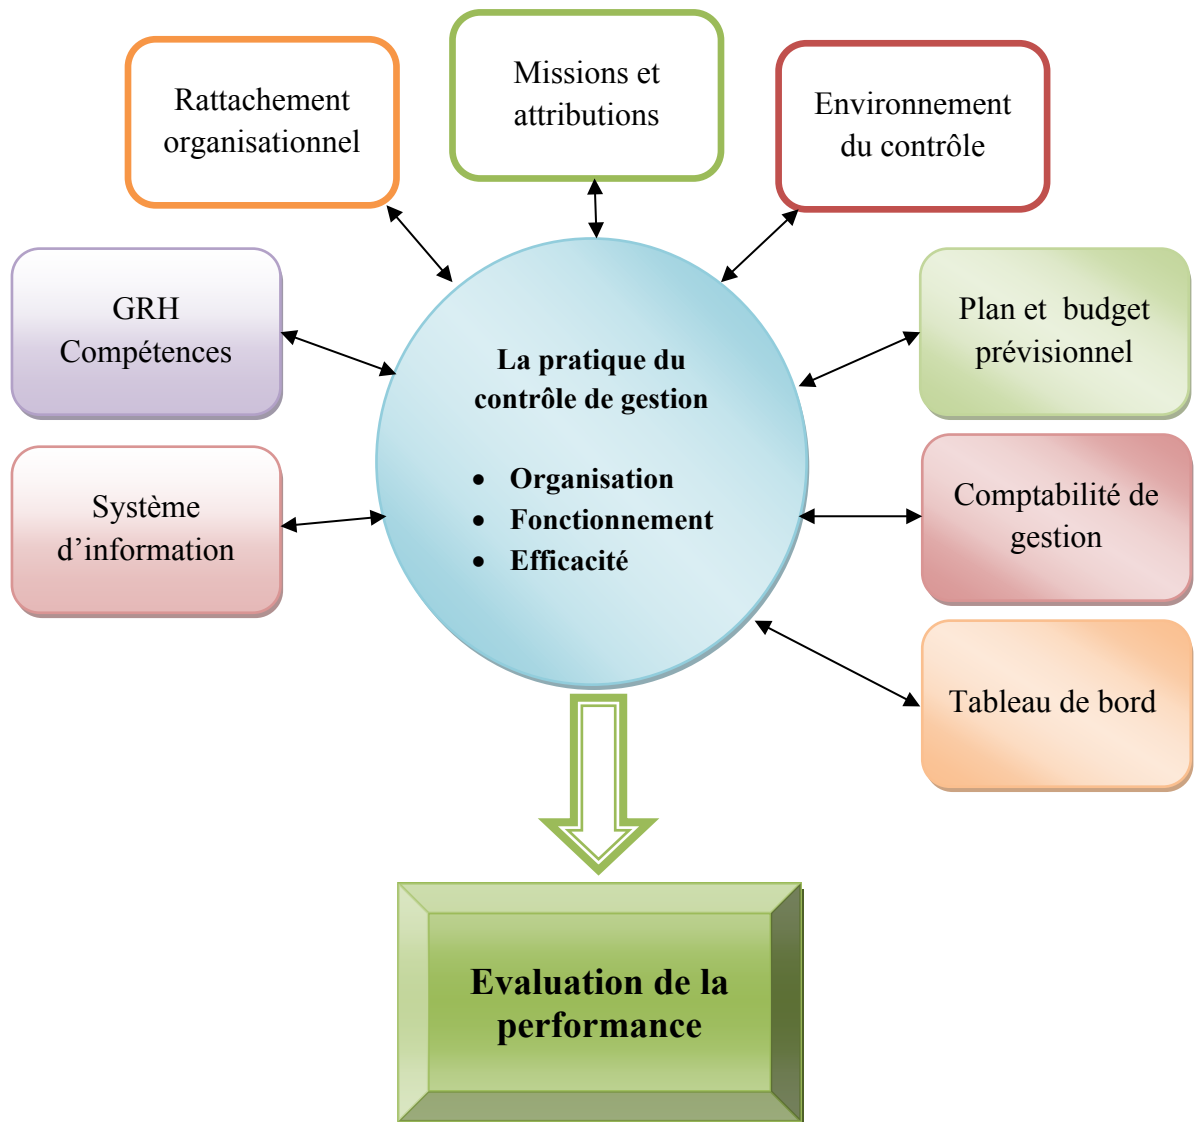 Rattachement
organisationnel
Missions et
attributions
Environnement
du contrôle
GRH
Compétences
Système
d’information
La pratique du
contrôle de gestion
• Organisation
• Fonctionnement
• Efficacité
Plan et budget
prévisionnel
Comptabilité de
gestion
Tableau de bord
Evaluation de la
performance